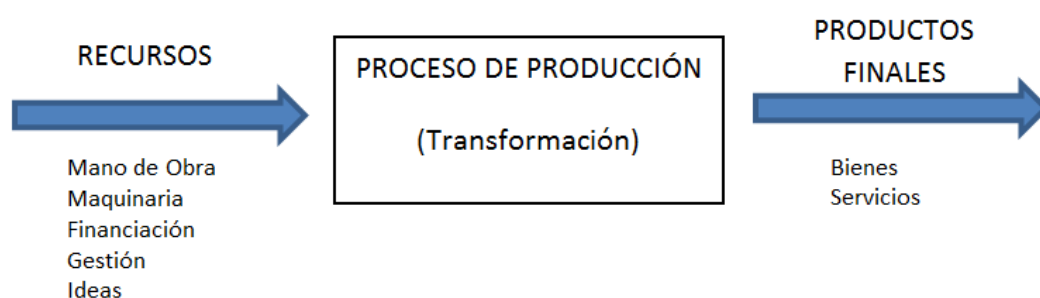 RECURSOS
Mano de Obra
Maquinaria
Financiación
Gestión
Ideas
PROCESO DE PRODUCCIÓN
(Transformación)
PRODUCTOS
FINALES
Bienes
Servicios